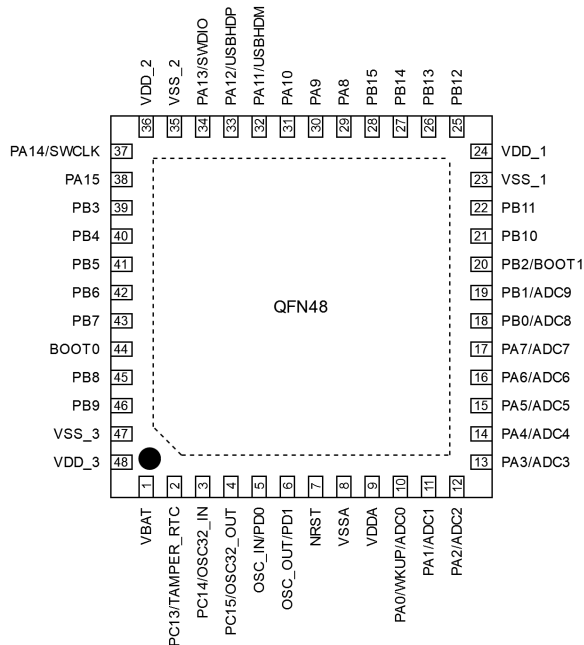 VDD_2
VSS_2
PA13/SWDIO
PA12/USBHDP
PA11/USBHDM
PA10
PA9
PA8
PB15
PB14
PB13
PB12
36
35
34
33
32
31
30
29
28
27
26
25
PA14/SWCLK 37
PA15 38
PB3 39
PB4 40
PB5 41
PB6 42
PB7 43
BOOT0 44
PB8 45
PB9 46
VSS_3 47
VDD_3 48
QFN48
24 VDD_1
23 VSS_1
22 PB11
21 PB10
20 PB2/BOOT1
19 PB1/ADC9
18 PB0/ADC8
17 PA7/ADC7
16 PA6/ADC6
15 PA5/ADC5
14 PA4/ADC4
13 PA3/ADC3
1
2
3
4
5
6
7
8
9
10
11
12
VBAT
PC13/TAMPER_RTC
PC14/OSC32_IN
PC15/OSC32_OUT
OSC_IN/PD0
OSC_OUT/PD1
NRST
VSSA
VDDA
PA0/WKUP/ADC0
PA1/ADC1
PA2/ADC2